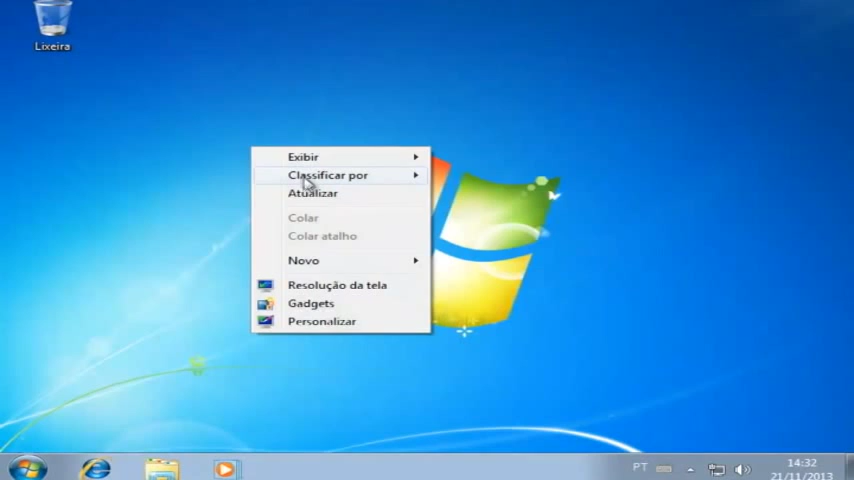 Lixeira
Exibir
Classificar por
Atualizar
Colar
Colar atalho
Novo
Resolução da tela
Gadgets
Personalizar
PT
14:32
21/11/2013